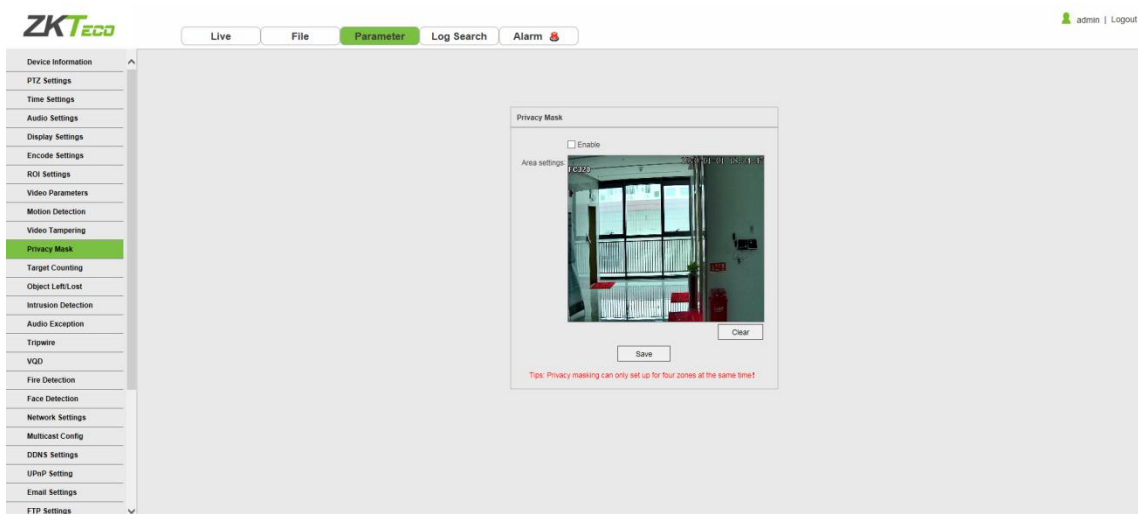 ZKTECO
admin | Logout
Live File Parameter Log Search Alarm
Device Information
PTZ Settings
Time Settings
Audio Settings
Display Settings
Encode Settings
ROI Settings
Video Parameters
Motion Detection
Video Tampering
Privacy Mask
Target Counting
Object Left/Lost
Intrusion Detection
Audio Exception
Tripwire
VQD
Fire Detection
Face Detection
Network Settings
Multicast Config
DDNS Settings
UPnP Setting
Email Settings
FTP Settings
Privacy Mask
Enable
Area settings:
Clear
Save
Tips: Privacy masking can only set up for four zones at the same time!